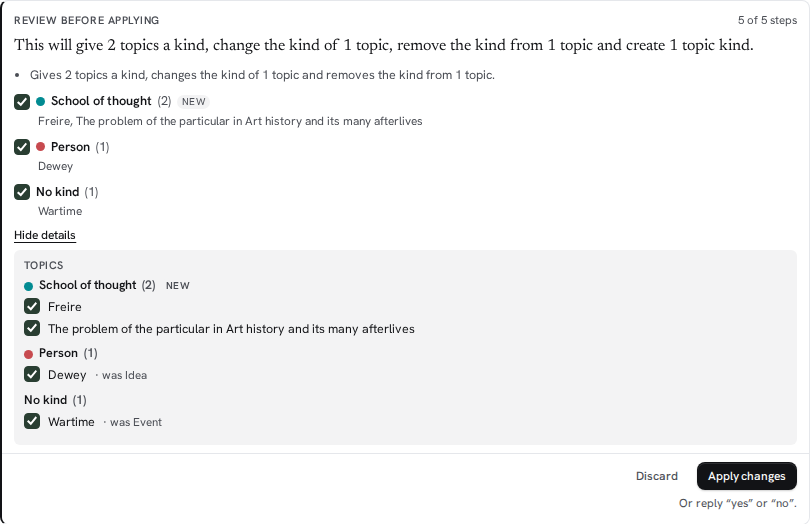 REVIEW BEFORE APPLYING
5 of 5 steps
This will give 2 topics a kind, change the kind of 1 topic, remove the kind from 1 topic and create 1 topic kind.
• Gives 2 topics a kind, changes the kind of 1 topic and removes the kind from 1 topic.
School of thought (2) NEW
Freire, The problem of the particular in Art history and its many afterlives
Person (1)
Dewey
No kind (1)
Wartime
Hide details
TOPICS
School of thought (2) NEW
Freire
The problem of the particular in Art history and its many afterlives
Person (1)
Dewey · was Idea
No kind (1)
Wartime · was Event
Discard
Apply changes
Or reply “yes” or “no”.